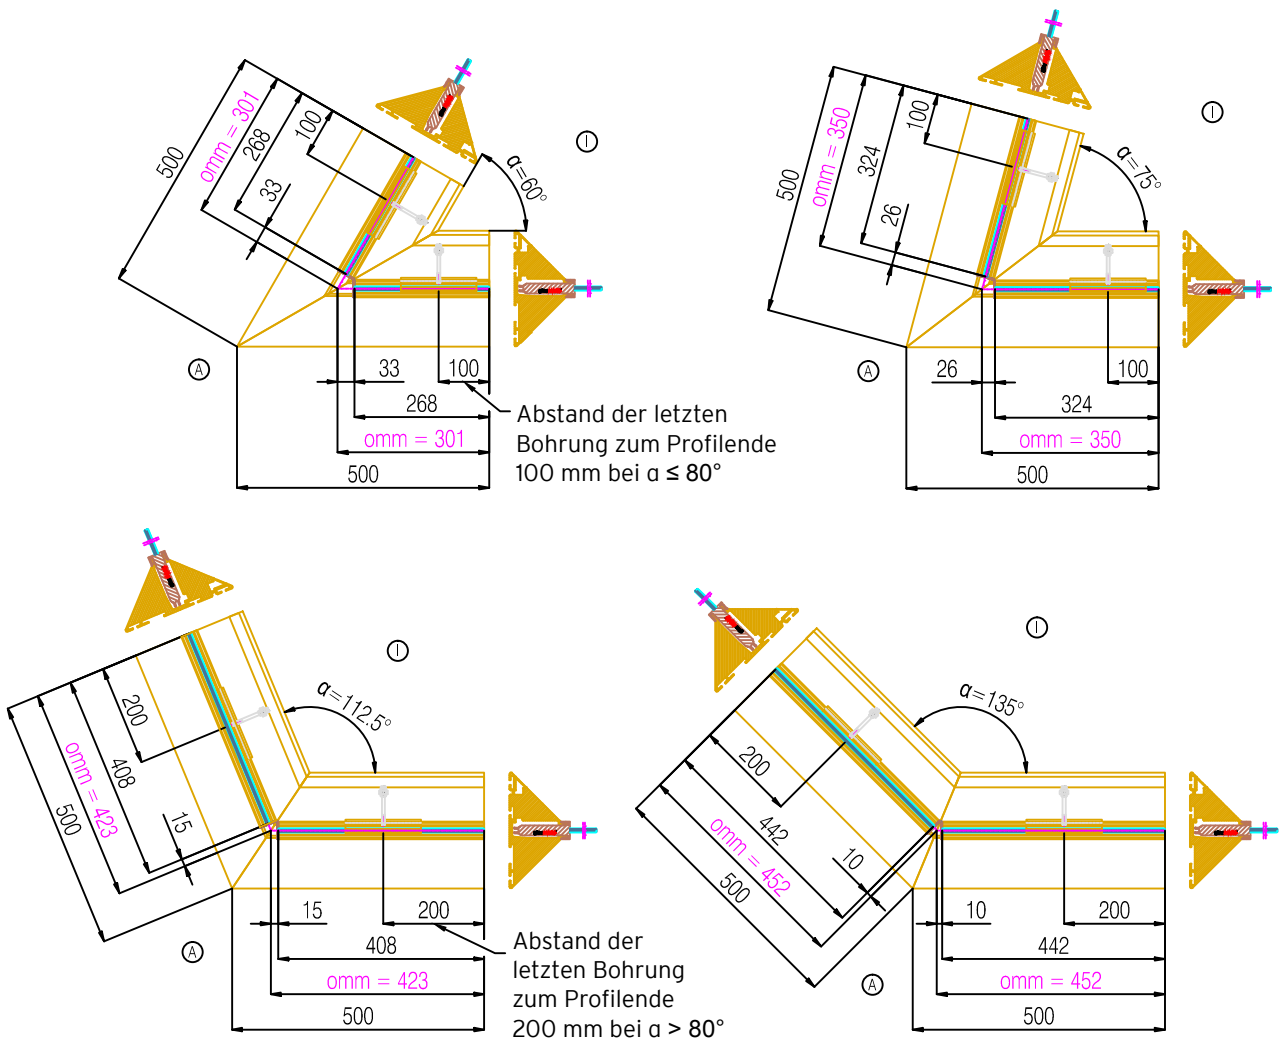 500
omm = 301
268
100
33
α=60°
I
A
33
100
268
omm = 301
500
Abstand der letzten
Bohrung zum Profilende
100 mm bei α ≤ 80°
500
omm = 350
324
100
26
α=75°
I
A
26
100
324
omm = 350
500
500
omm = 423
408
200
15
α=112.5°
I
A
15
200
408
omm = 423
500
Abstand der
letzten Bohrung
zum Profilende
200 mm bei α > 80°
500
omm = 452
442
200
10
α=135°
I
A
10
200
442
omm = 452
500